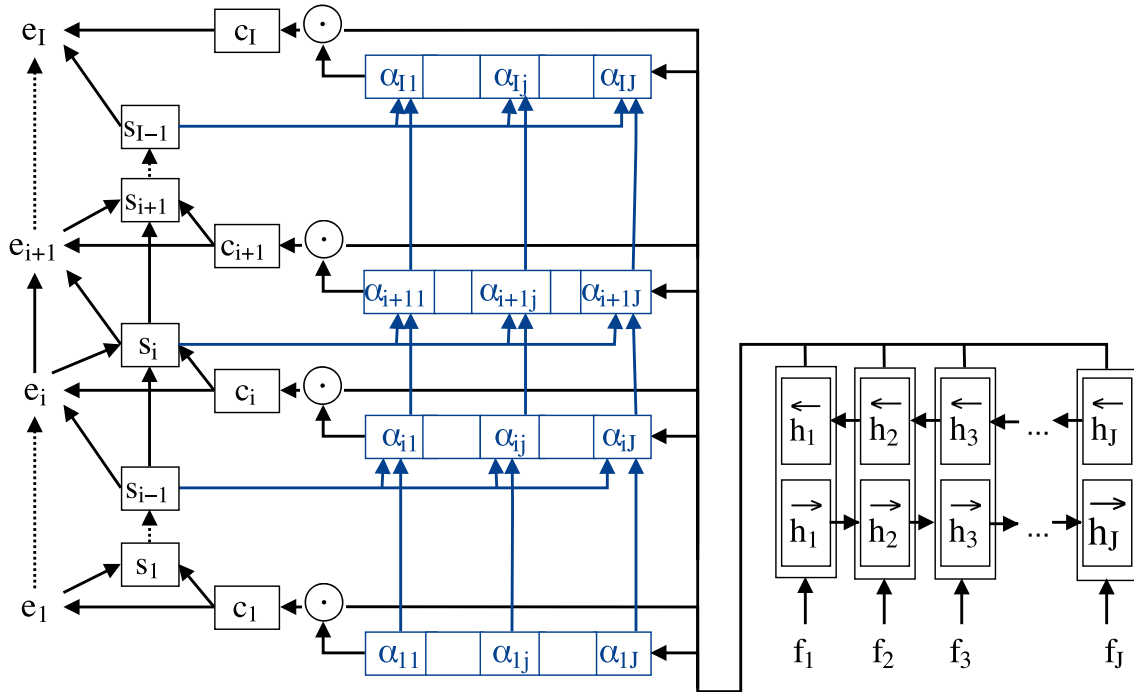 e_I c_I ⊙
α_I1 α_Ij α_IJ
s_I−1
s_i+1
e_i+1 c_i+1 ⊙
α_i+11 α_i+1j α_i+1J
s_i
e_i c_i ⊙
α_i1 α_ij α_iJ
s_i−1
s_1
e_1 c_1 ⊙
α_11 α_1j α_1J
←h_1 ←h_2 ←h_3 ... ←h_J
→h_1 →h_2 →h_3 ... →h_J
f_1 f_2 f_3 f_J